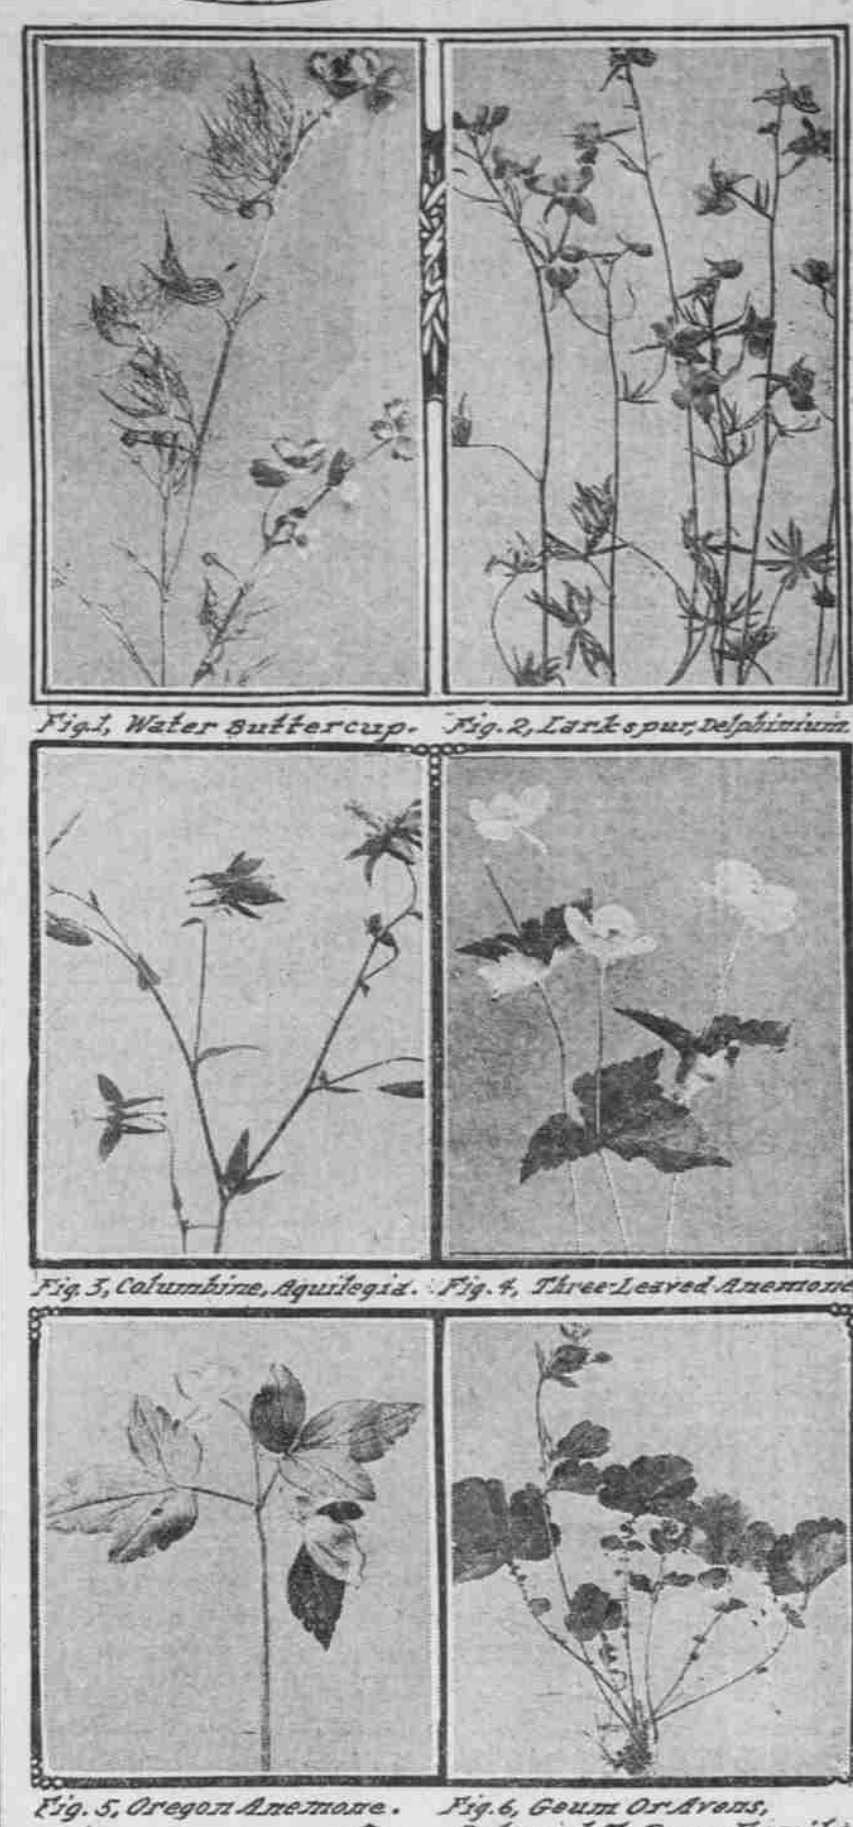 Fig.1, Water Buttercup.
Fig. 2, Larkspur, Delphinium
Fig. 3, Columbine, Aquilegia.
Fig. 4, Three-Leaved Anemone
Fig. 5, Oregon Anemone.
Fig. 6, Geum Or Avens,